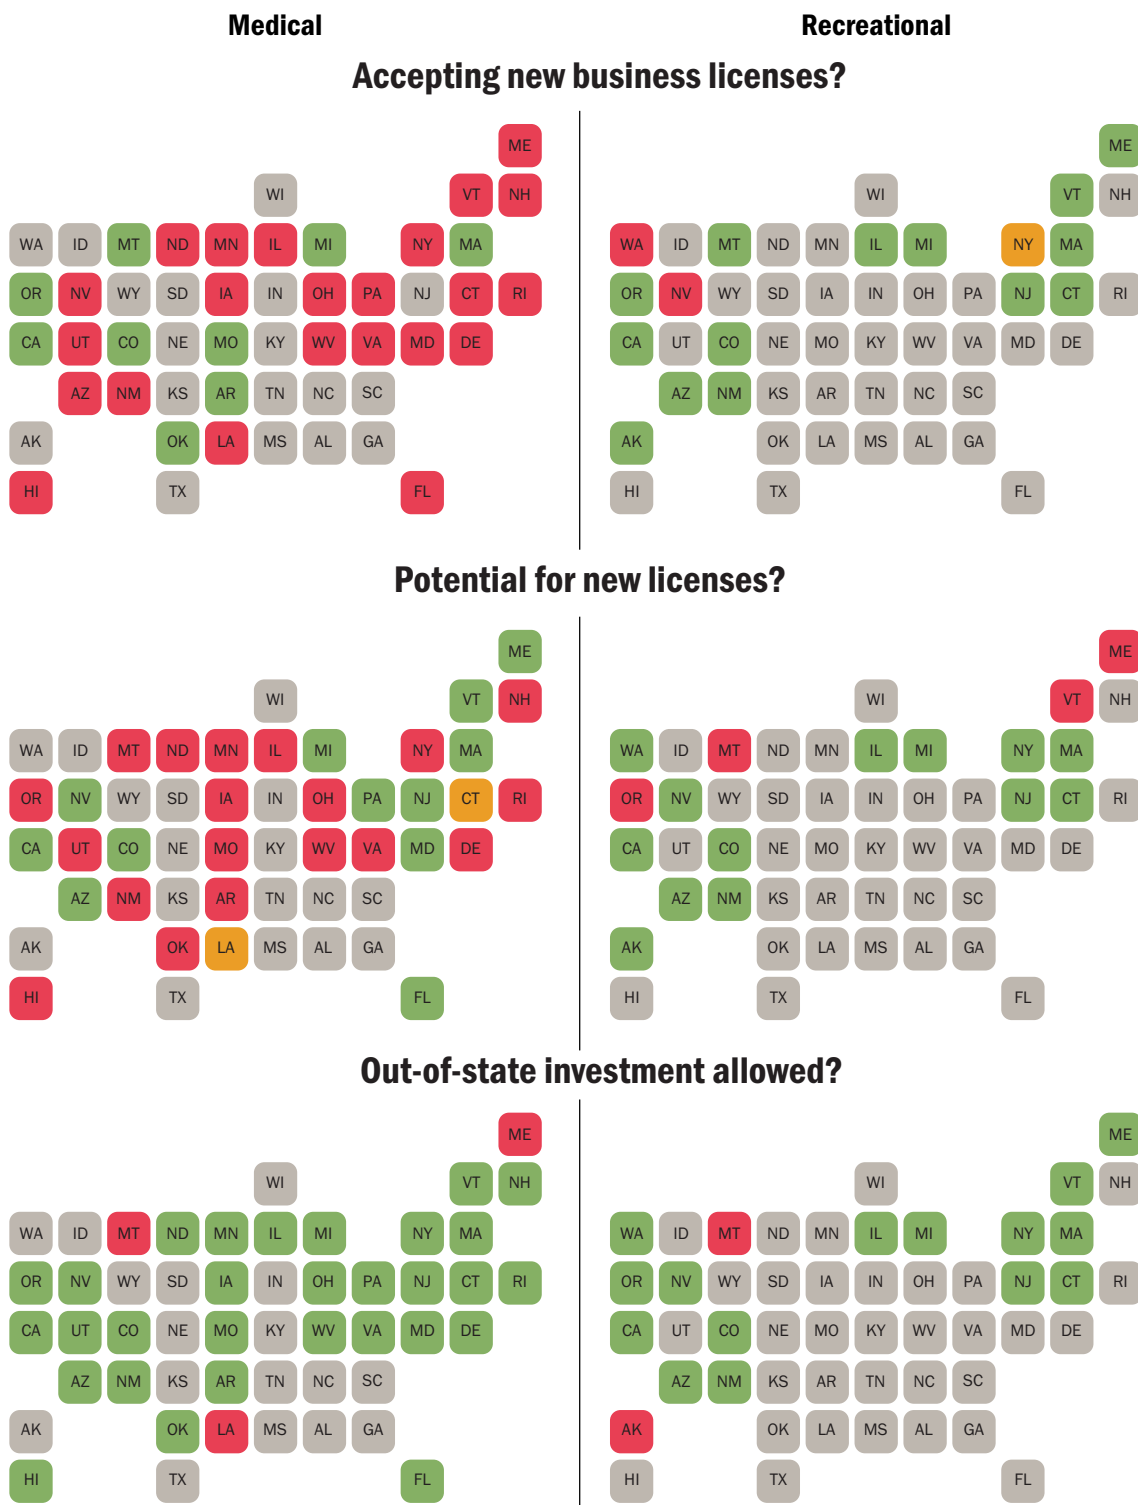 Medical Recreational
Accepting new business licenses?
ME
WI VT NH
WA ID MT ND MN IL MI NY MA
OR NV WY SD IA IN OH PA NJ CT RI
CA UT CO NE MO KY WV VA MD DE
AZ NM KS AR TN NC SC
AK OK LA MS AL GA
HI TX FL
ME
WI VT NH
WA ID MT ND MN IL MI NY MA
OR NV WY SD IA IN OH PA NJ CT RI
CA UT CO NE MO KY WV VA MD DE
AZ NM KS AR TN NC SC
AK OK LA MS AL GA
HI TX FL
Potential for new licenses?
ME
WI VT NH
WA ID MT ND MN IL MI NY MA
OR NV WY SD IA IN OH PA NJ CT RI
CA UT CO NE MO KY WV VA MD DE
AZ NM KS AR TN NC SC
AK OK LA MS AL GA
HI TX FL
ME
WI VT NH
WA ID MT ND MN IL MI NY MA
OR NV WY SD IA IN OH PA NJ CT RI
CA UT CO NE MO KY WV VA MD DE
AZ NM KS AR TN NC SC
AK OK LA MS AL GA
HI TX FL
Out-of-state investment allowed?
ME
WI VT NH
WA ID MT ND MN IL MI NY MA
OR NV WY SD IA IN OH PA NJ CT RI
CA UT CO NE MO KY WV VA MD DE
AZ NM KS AR TN NC SC
AK OK LA MS AL GA
HI TX FL
ME
WI VT NH
WA ID MT ND MN IL MI NY MA
OR NV WY SD IA IN OH PA NJ CT RI
CA UT CO NE MO KY WV VA MD DE
AZ NM KS AR TN NC SC
AK OK LA MS AL GA
HI TX FL